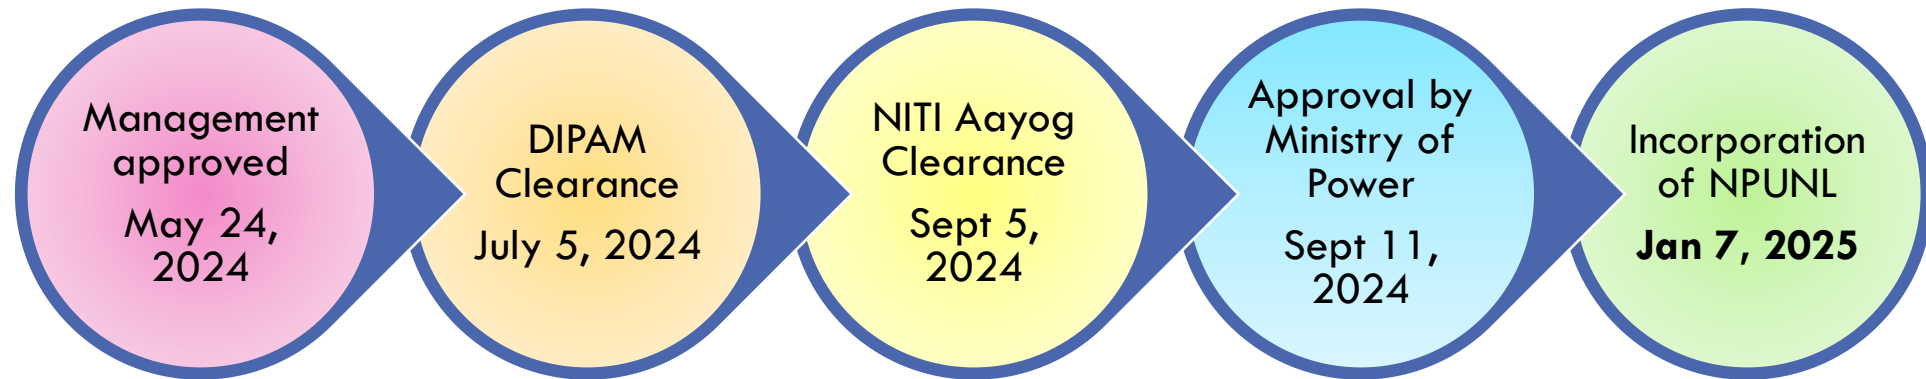 Management
approved
May 24,
2024
DIPAM
Clearance
July 5, 2024
NITI Aayog
Clearance
Sept 5,
2024
Approval by
Ministry of
Power
Sept 11,
2024
Incorporation
of NPUNL
Jan 7, 2025